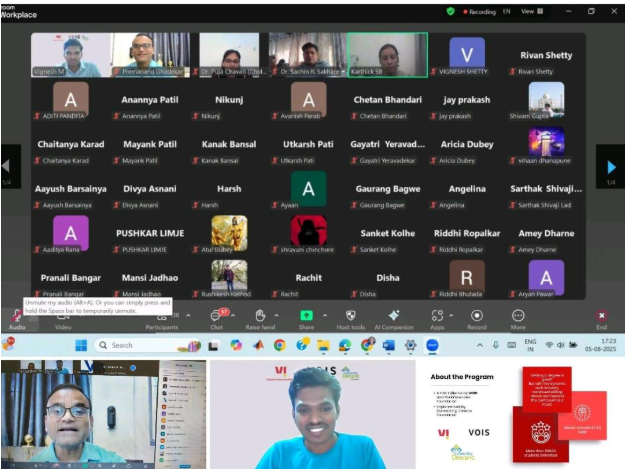 zoom
Workplace
Recording EN View
Vignesh M Premanand Ghadekar Dr. Puja Chavan Dr. Sachin R. Sakhare Karthick SB VIGNESH SHETTY Rivan Shetty
V Rivan Shetty
A Anannya Patil Nikunj A Chetan Bhandari jay prakash
ADITI PANDITA Anannya Patil Nikunj Avanish Parab Chetan Bhandari jay prakash Shivam Gupta
Chaitanya Karad Mayank Patil Kanak Bansal Utkarsh Pati Gayatri Yeravad... Aricia Dubey
Chaitanya Karad Mayank Patil Kanak Bansal Utkarsh Pati Gayatri Yeravadekar Aricia Dubey vihaan dhanapune
1/4 1/4
Aayush Barsainya Divya Asnani Harsh A Gaurang Bagwe Angelina Sarthak Shivaji...
Aayush Barsainya Divya Asnani Harsh Ayaan Gaurang Bagwe Angelina Sarthak Shivaji Lad
A PUSHKAR LIMJE Sanket Kolhe Riddhi Ropalkar Amey Dharne
Aaditya Rana PUSHKAR LIMJE Atul Dubily shravani chinchore Sanket Kolhe Riddhi Ropalkar Amey Dharne
Pranali Bangar Mansi Jadhao Rachit Disha R A
Pranali Bangar Mansi Jadhao Rushikesh Rathod Rachit Disha Riddhi Bhutada Aryan Pawar
Unmute my audio (Alt+A). Or you can simply press and
hold the Space bar to temporarily unmute.
Audio Video Participants Chat Raise hand Share Host tools AI Companion Apps Record More End
Search
ENG
IN
17:23
05-08-2025
VI VOIS
About the Program
VI VOIS